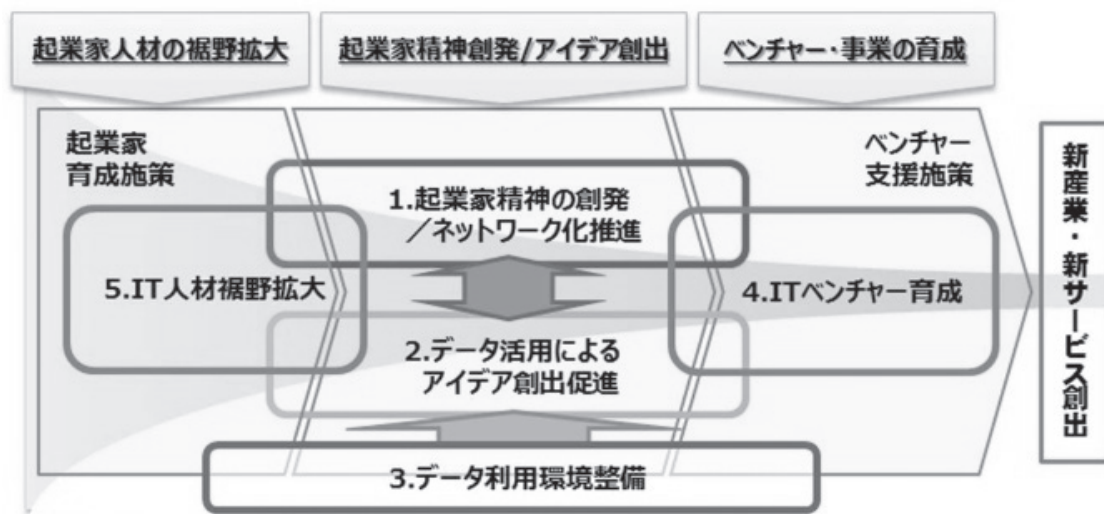 起業家人材の裾野拡大
起業家精神創発/アイデア創出
ベンチャー・事業の育成
起業家
育成施策
ベンチャー
支援施策
1.起業家精神の創発
／ネットワーク化推進
5.IT人材裾野拡大
4.ITベンチャー育成
2.データ活用による
アイデア創出促進
3.データ利用環境整備
新産業・新サービス創出